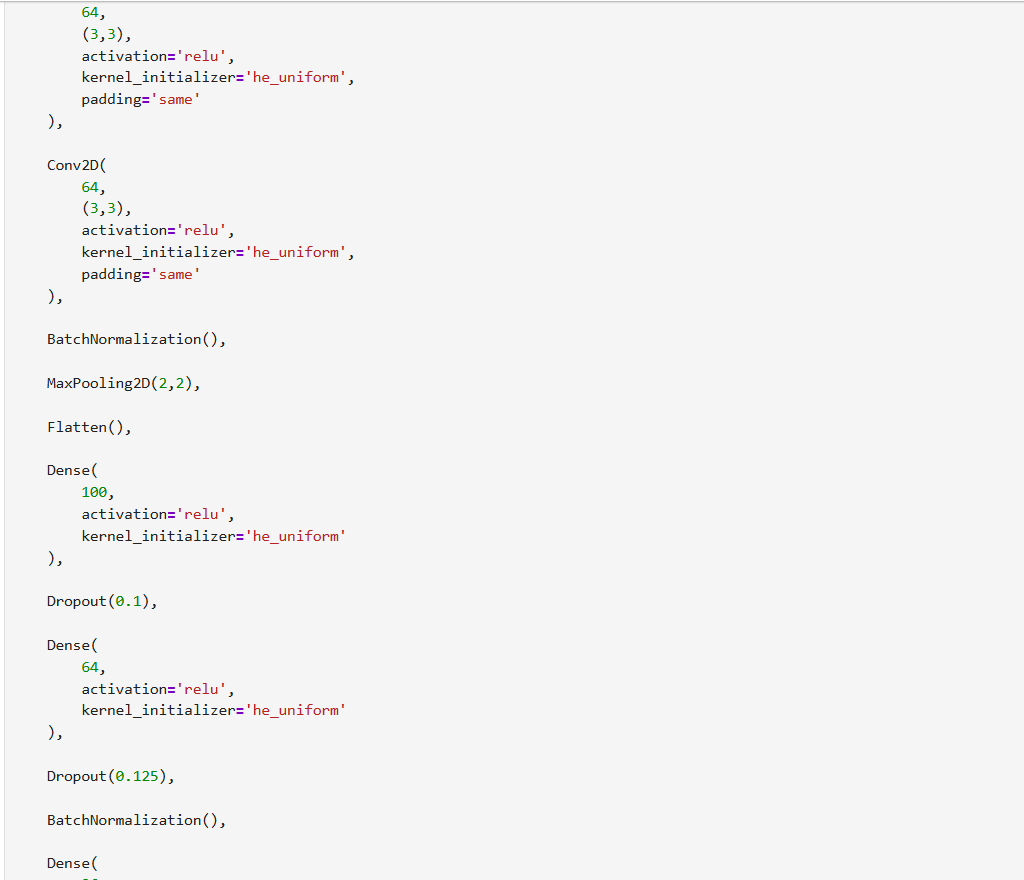 64,
(3,3),
activation='relu',
kernel_initializer='he_uniform',
padding='same'
),
Conv2D(
64,
(3,3),
activation='relu',
kernel_initializer='he_uniform',
padding='same'
),
BatchNormalization(),
MaxPooling2D(2,2),
Flatten(),
Dense(
100,
activation='relu',
kernel_initializer='he_uniform'
),
Dropout(0.1),
Dense(
64,
activation='relu',
kernel_initializer='he_uniform'
),
Dropout(0.125),
BatchNormalization(),
Dense(